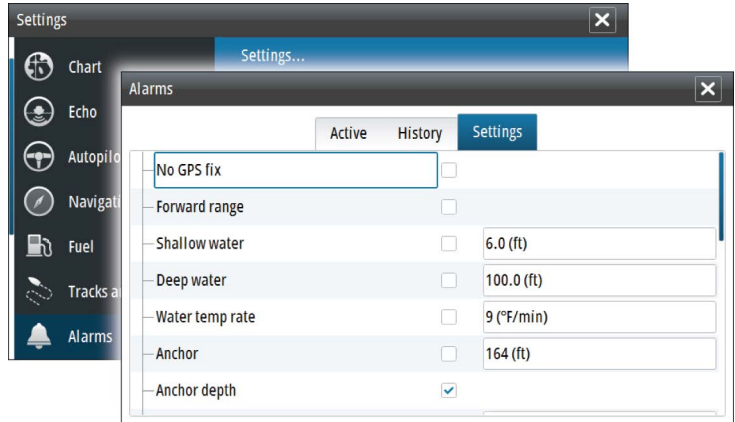 Settings
Settings...
Chart
Echo
Autopilo
Navigati
Fuel
Tracks a
Alarms
Alarms
Active History Settings
No GPS fix
Forward range
Shallow water 6.0 (ft)
Deep water 100.0 (ft)
Water temp rate 9 (°F/min)
Anchor 164 (ft)
Anchor depth